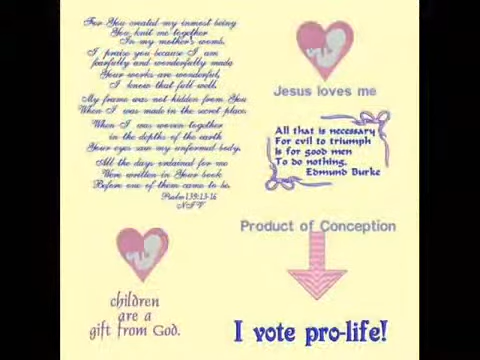 For You created my inmost being
You knit me together
In my mother's womb.
I praise you because I am
fearfully and wonderfully made
Your works are wonderful,
I know that full well.
My frame was not hidden from You
When I was made in the secret place
When I was woven together
in the depths of the earth
Your eyes saw my unformed body.
All the days ordained for me
Were written in Your book
Before one of them came to be.
Psalm 139:13-16
NIV
Jesus loves me
All that is necessary
For evil to triumph
Is for good men
To do nothing.
Edmund Burke
children
are a
gift from God.
Product of Conception
I vote pro-life!